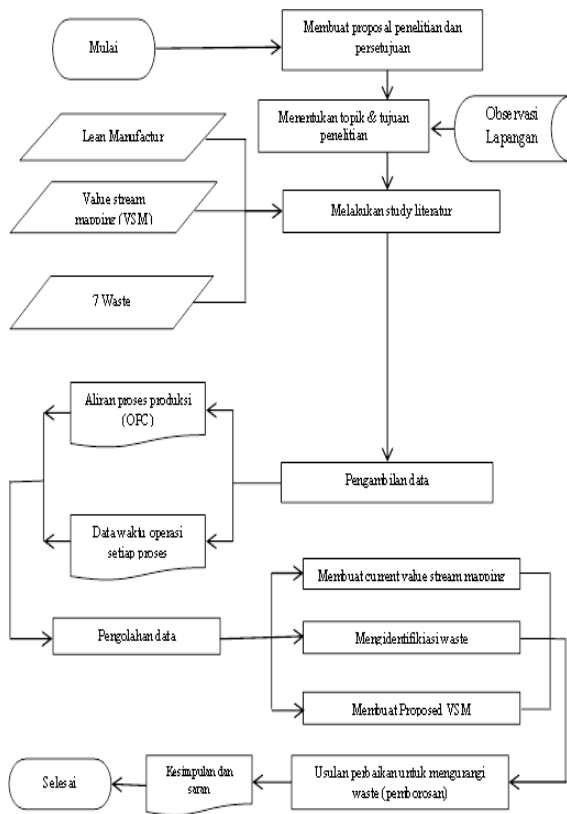 Mulai
Membuat proposal penelitian dan
persetujuan
Menentukan topik & tujuan
penelitian
Observasi
Lapangan
Lean Manufactur
Value stream
mapping (VSM)
7 Waste
Melakukan study literatur
Aliran proses produksi
(OPC)
Data waktu operasi
setiap proses
Pengambilan data
Pengolahan data
Membuat current value stream mapping
Mengidentifikiasi waste
Membuat Proposed VSM
Usulan perbaikan untuk mengurangi
waste (pemborosan)
Kesimpulan dan
saran
Selesai